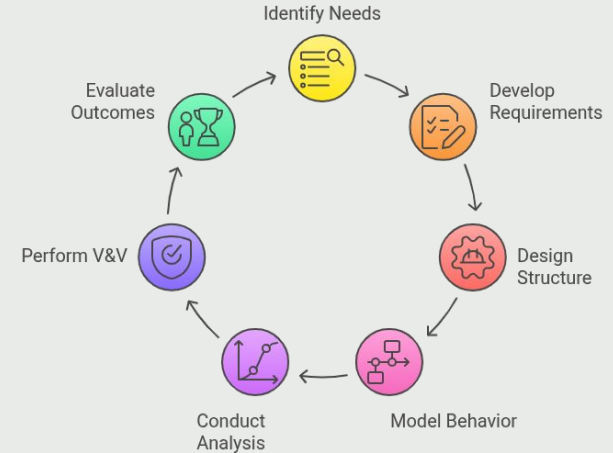 Identify Needs
Develop
Requirements
Design
Structure
Model Behavior
Conduct
Analysis
Perform V&V
Evaluate
Outcomes